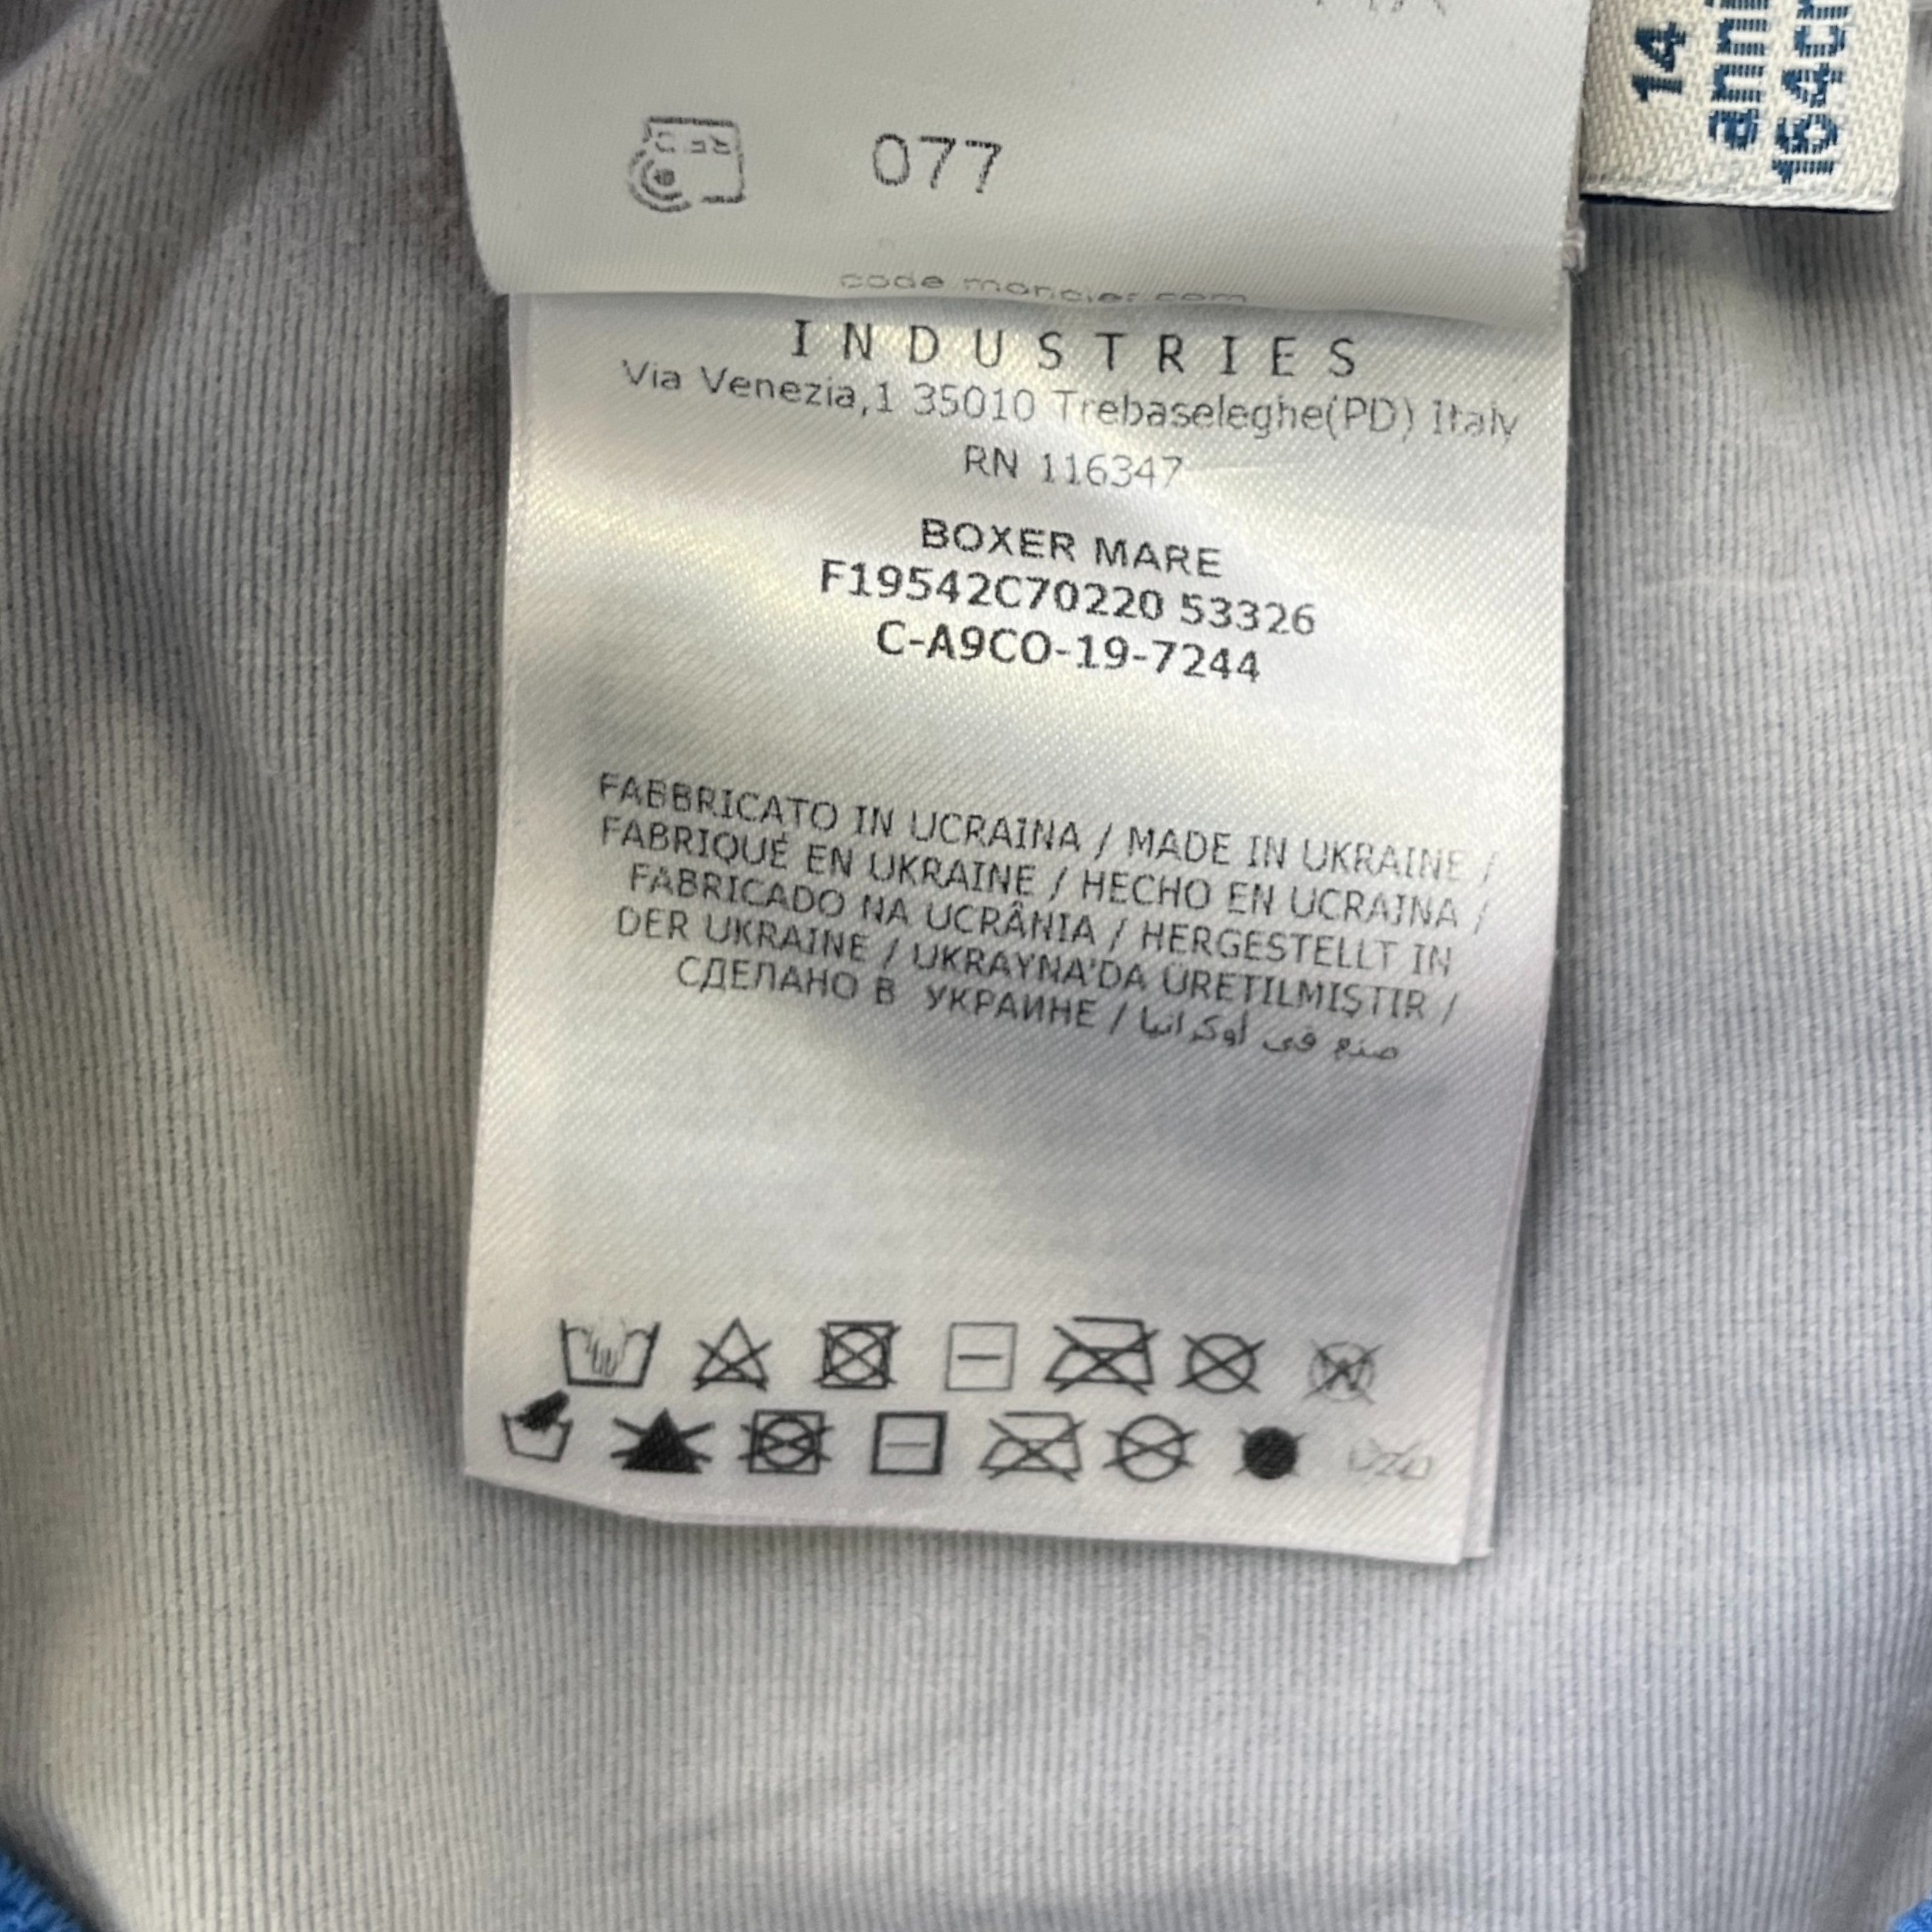 077
code.moncler.com
INDUSTRIES
Via Venezia,1 35010 Trebaseleghe(PD) Italy
RN 116347
BOXER MARE
F19542C70220 53326
C-A9CO-19-7244
FABBRICATO IN UCRAINA / MADE IN UKRAINE /
FABRIQUÉ EN UKRAINE / HECHO EN UCRAINA /
FABRICADO NA UCRÂNIA / HERGESTELLT IN
DER UKRAINE / UKRAYNA'DA ÜRETILMIŞTIR /
СДЕЛАНО В УКРАИНЕ / صنع في أوكرانيا
14
anni
164cm